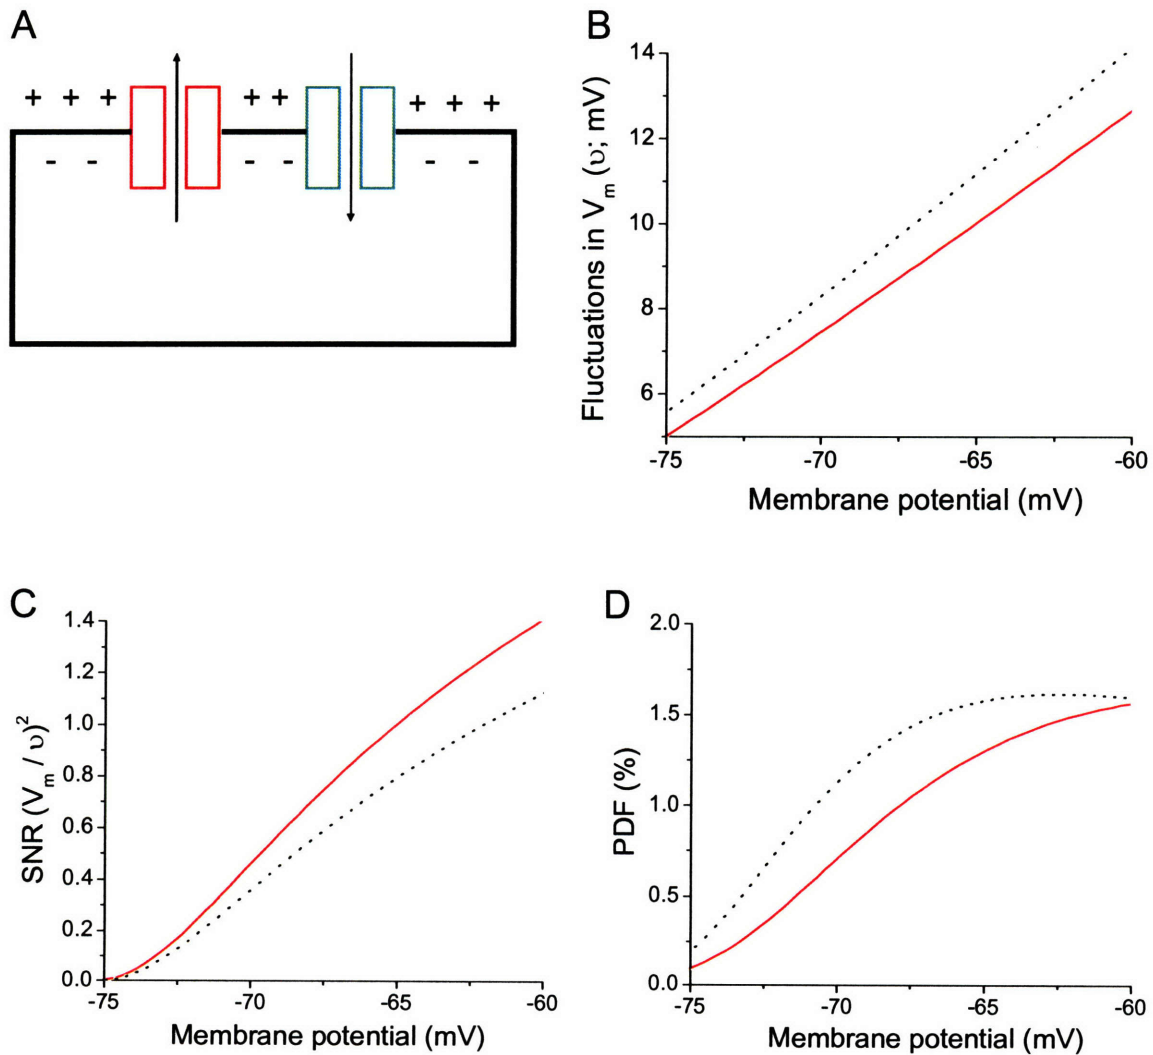 A
+ + + + + + + +
- - - - - -
B
Fluctuations in Vm (υ; mV)
14
12
10
8
6
-75 -70 -65 -60
Membrane potential (mV)
C
SNR (Vm / υ)²
1.4
1.2
1.0
0.8
0.6
0.4
0.2
0.0
-75 -70 -65 -60
Membrane potential (mV)
D
PDF (%)
2.0
1.5
1.0
0.5
0.0
-75 -70 -65 -60
Membrane potential (mV)